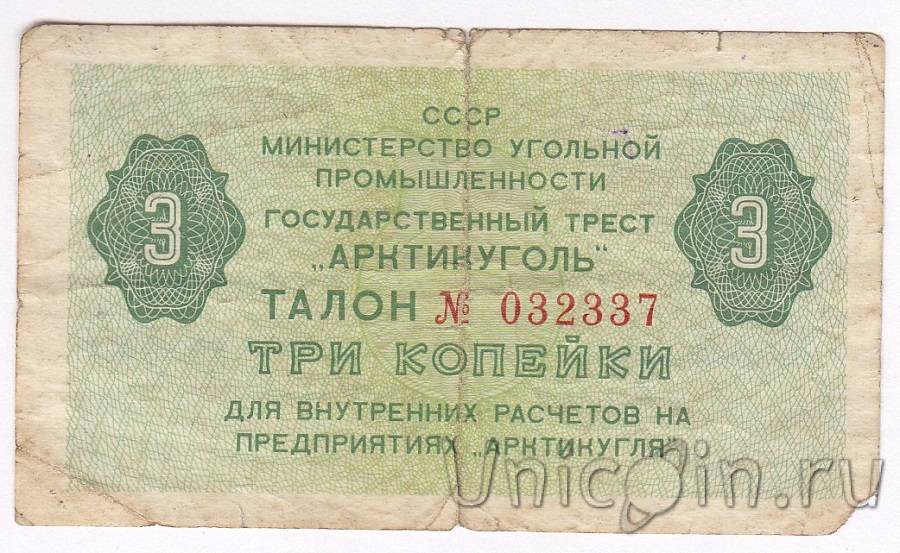 СССР
МИНИСТЕРСТВО УГОЛЬНОЙ
ПРОМЫШЛЕННОСТИ
ГОСУДАРСТВЕННЫЙ ТРЕСТ
„АРКТИКУГОЛЬ"
3 3
ТАЛОН № 032337
ТРИ КОПЕЙКИ
ДЛЯ ВНУТРЕННИХ РАСЧЕТОВ НА
ПРЕДПРИЯТИЯХ „АРКТИКУГЛЯ"
Unicoin.ru